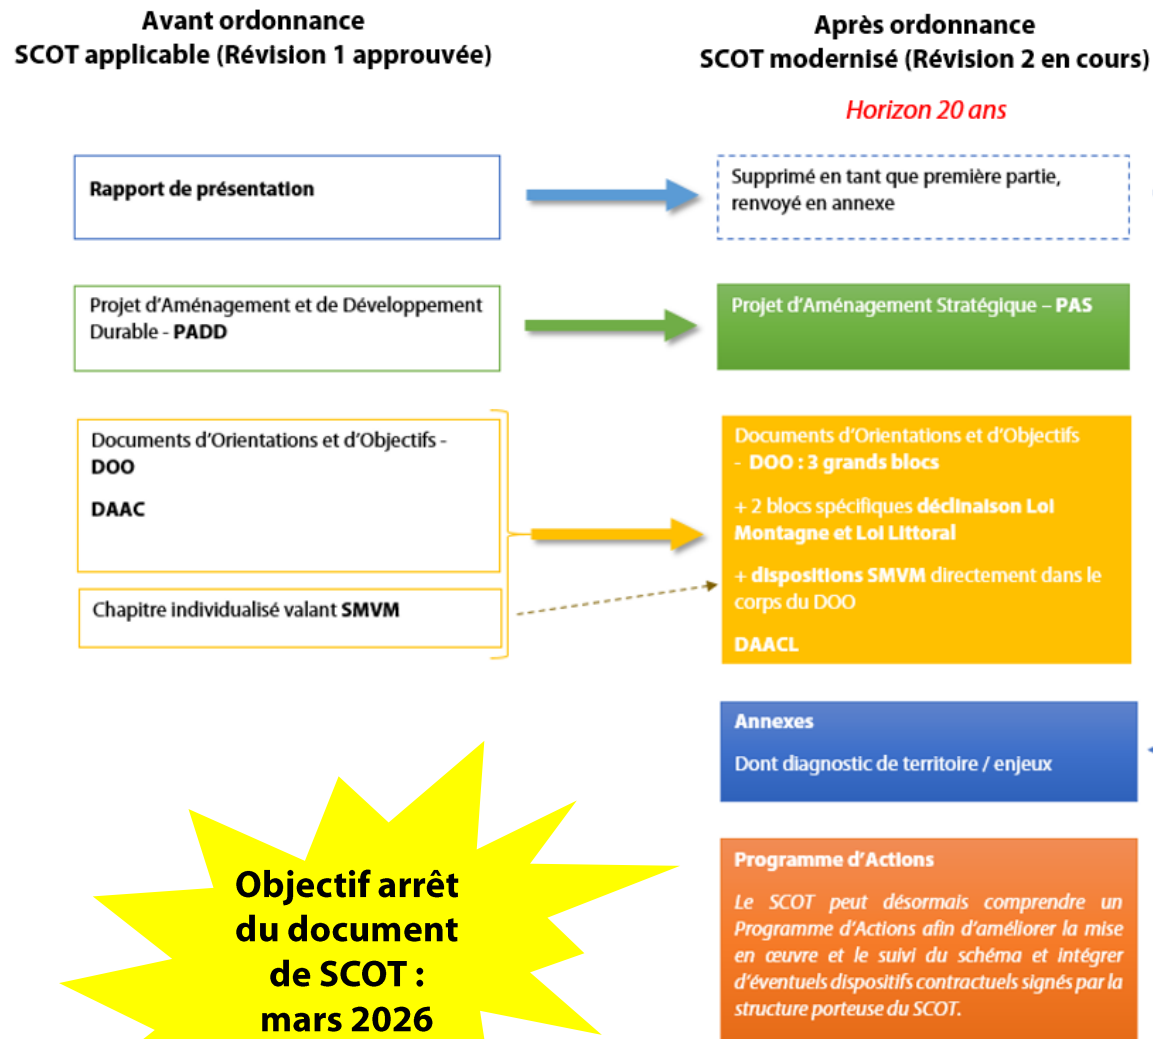 Avant ordonnance
SCOT applicable (Révision 1 approuvée)
Après ordonnance
SCOT modernisé (Révision 2 en cours)
Horizon 20 ans
Rapport de présentation
Supprimé en tant que première partie,
renvoyé en annexe
Projet d'Aménagement et de Développement
Durable - PADD
Projet d'Aménagement Stratégique – PAS
Documents d'Orientations et d'Objectifs -
DOO
DAAC
Chapitre individualisé valant SMVM
Documents d'Orientations et d'Objectifs
- DOO : 3 grands blocs
+ 2 blocs spécifiques déclinaison Loi
Montagne et Loi Littoral
+ dispositions SMVM directement dans le
corps du DOO
DAACL
Annexes
Dont diagnostic de territoire / enjeux
Programme d'Actions
Le SCOT peut désormais comprendre un
Programme d'Actions afin d'améliorer la mise
en œuvre et le suivi du schéma et intégrer
d'éventuels dispositifs contractuels signés par la
structure porteuse du SCOT.
Objectif arrêt
du document
de SCOT :
mars 2026